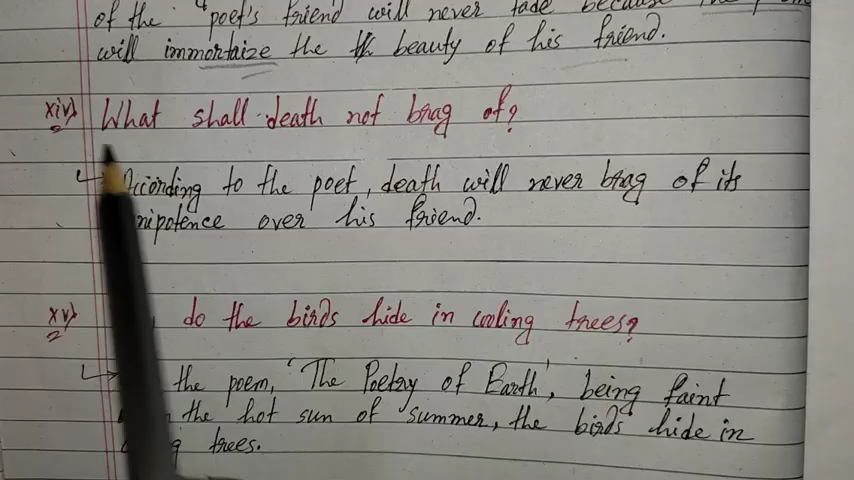 of the "poet's friend will never fade because the
will immortaize the beauty of his friend.
xiv) What shall death not brag of?
According to the poet, death will never brag of its
nipotence over his friend.
xv) do the birds hide in cooling trees?
the poem, 'The Poetry of Earth', being faint
the hot sun of summer, the birds hide in
trees.